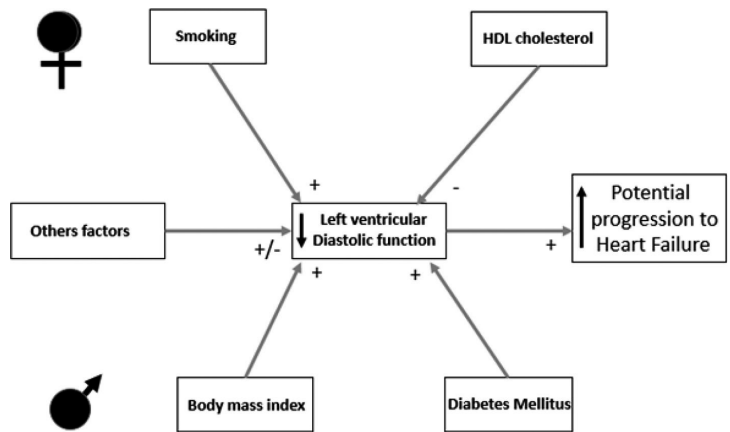 Smoking
HDL cholesterol
+
-
Others factors
+/-
Left ventricular
Diastolic function
+
Potential
progression to
Heart Failure
+
+
Body mass index
Diabetes Mellitus